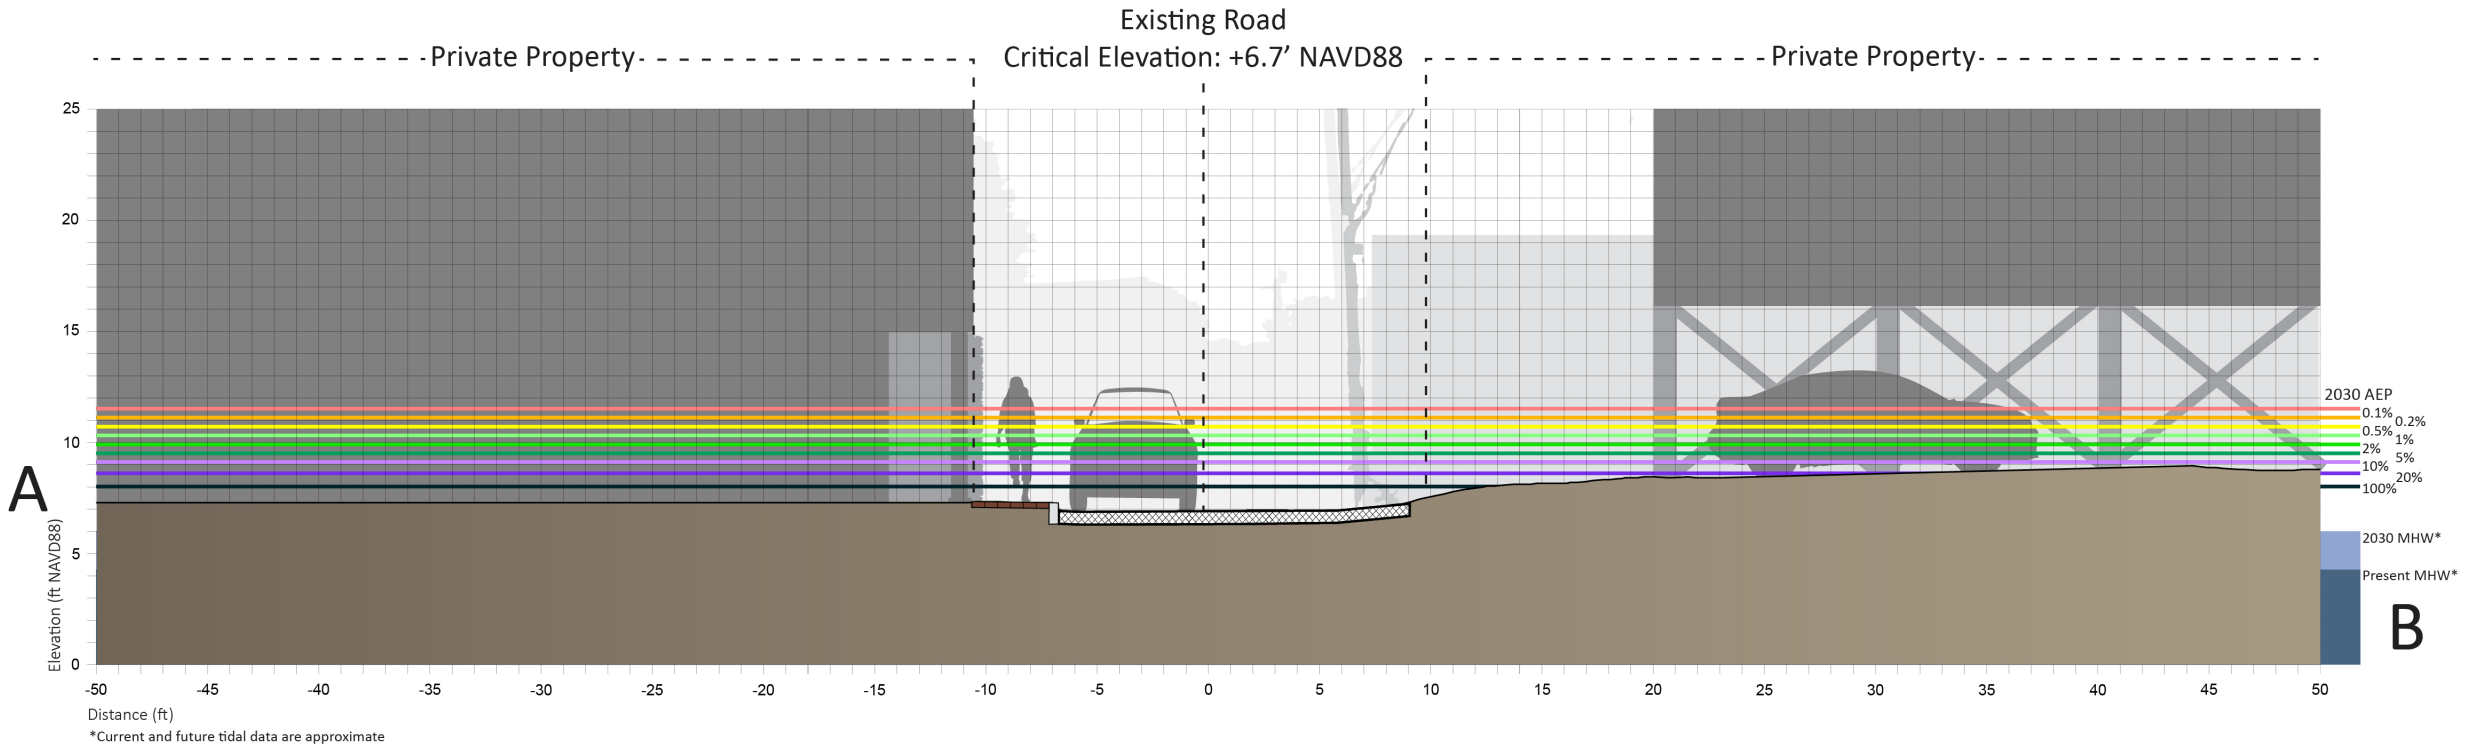 Existing Road
Private Property
Critical Elevation: +6.7’ NAVD88
Private Property
25
20
15
10
5
0
Elevation (ft NAVD88)
A
2030 AEP
0.1%
0.2%
0.5%
1%
2%
5%
10%
20%
100%
2030 MHW*
Present MHW*
B
-50 -45 -40 -35 -30 -25 -20 -15 -10 -5 0 5 10 15 20 25 30 35 40 45 50
Distance (ft)
*Current and future tidal data are approximate